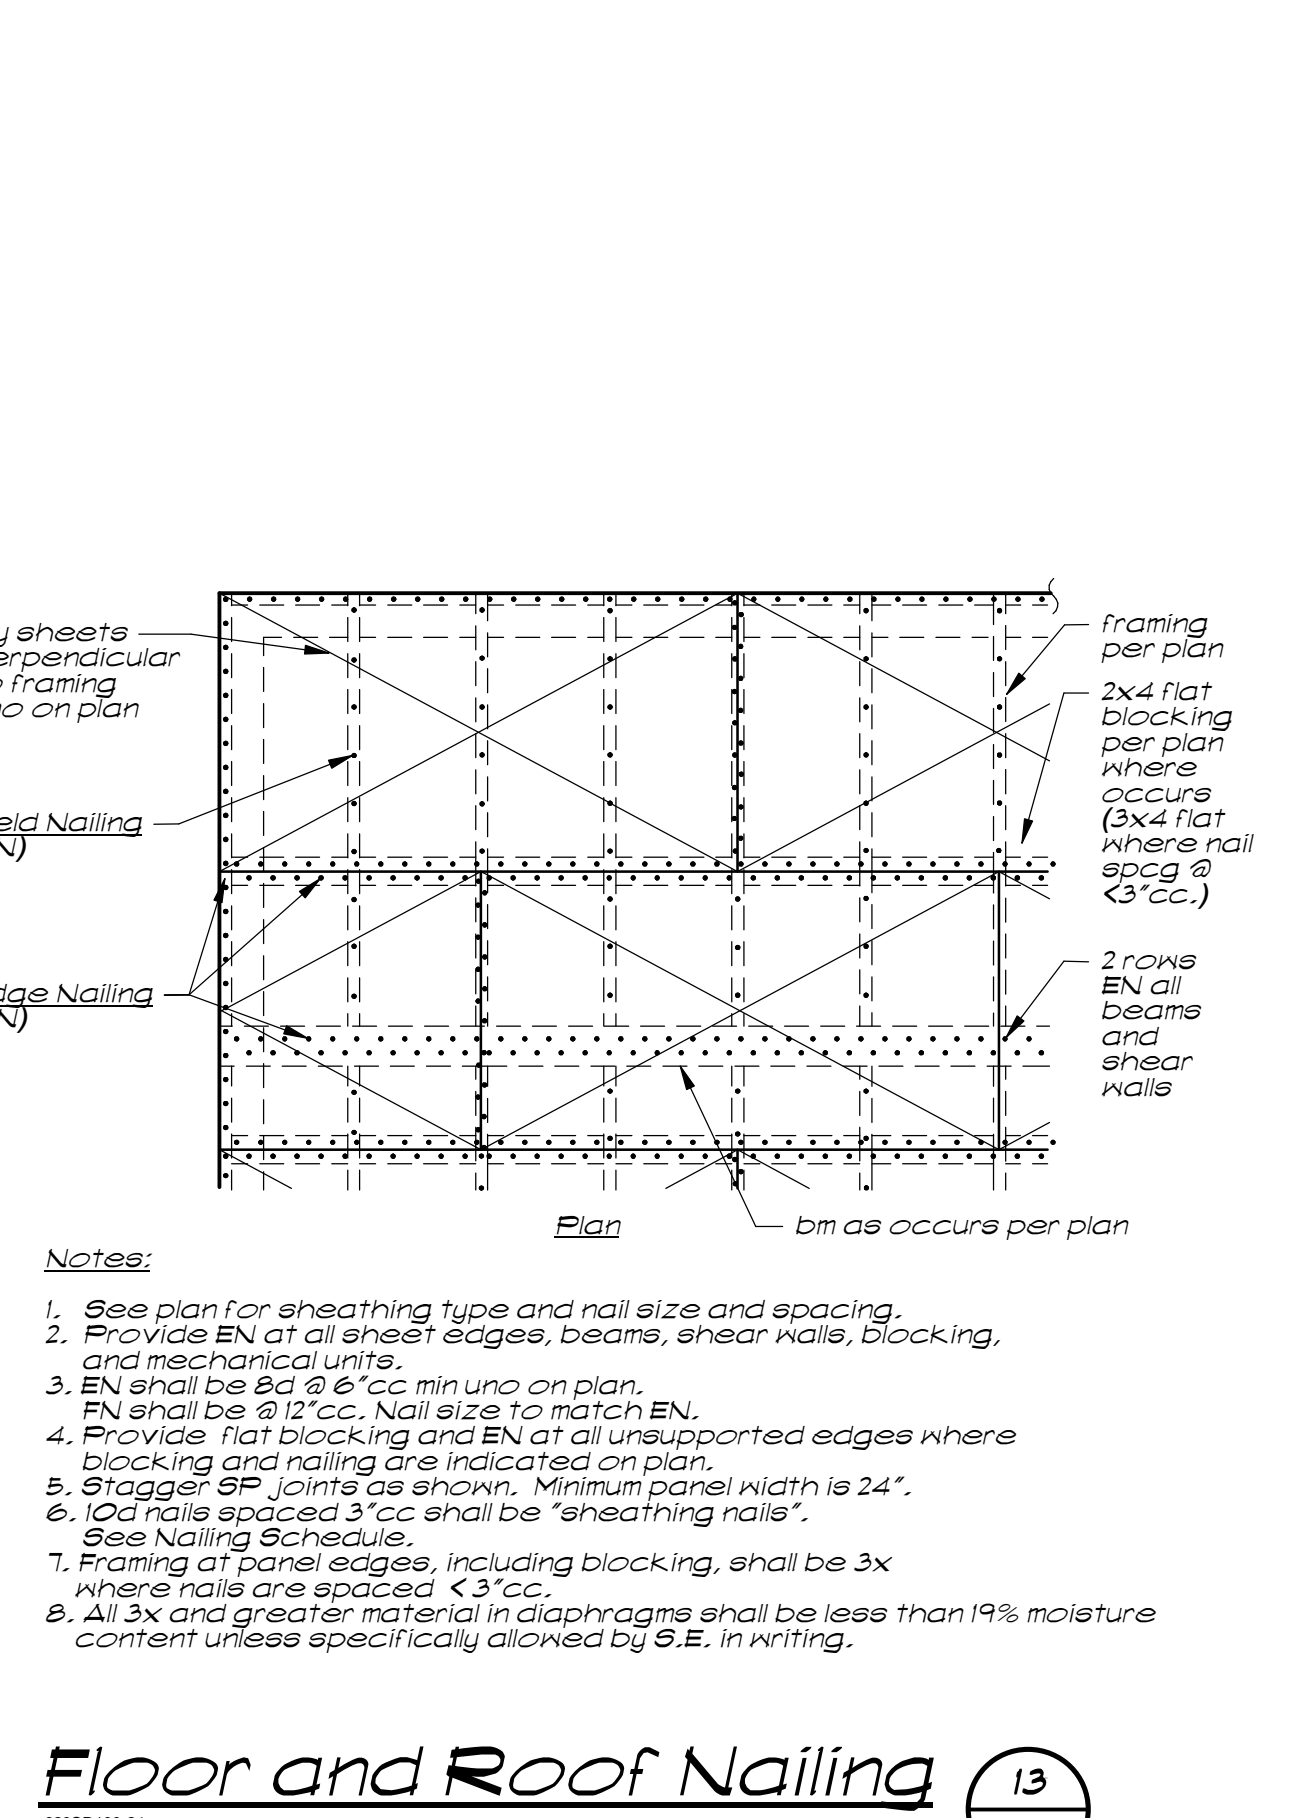 y sheets
erpendicular
o framing
no on plan
eld Nailing
N)
dge Nailing
N)
framing
per plan
2x4 flat
blocking
per plan
where
occurs
(3x4 flat
where nail
spcg @
<3"cc.)
2 rows
EN all
beams
and
shear
walls
Plan
bm as occurs per plan
Notes:
1. See plan for sheathing type and nail size and spacing.
2. Provide EN at all sheet edges, beams, shear walls, blocking,
and mechanical units.
3. EN shall be 8d @ 6"cc min uno on plan.
FN shall be @ 12"cc. Nail size to match EN.
4. Provide flat blocking and EN at all unsupported edges where
blocking and nailing are indicated on plan.
5. Stagger SP joints as shown. Minimum panel width is 24".
6. 10d nails spaced 3"cc shall be "sheathing nails".
See Nailing Schedule.
7. Framing at panel edges, including blocking, shall be 3x
where nails are spaced < 3"cc.
8. All 3x and greater material in diaphragms shall be less than 19% moisture
content unless specifically allowed by S.E. in writing.
Floor and Roof Nailing
13